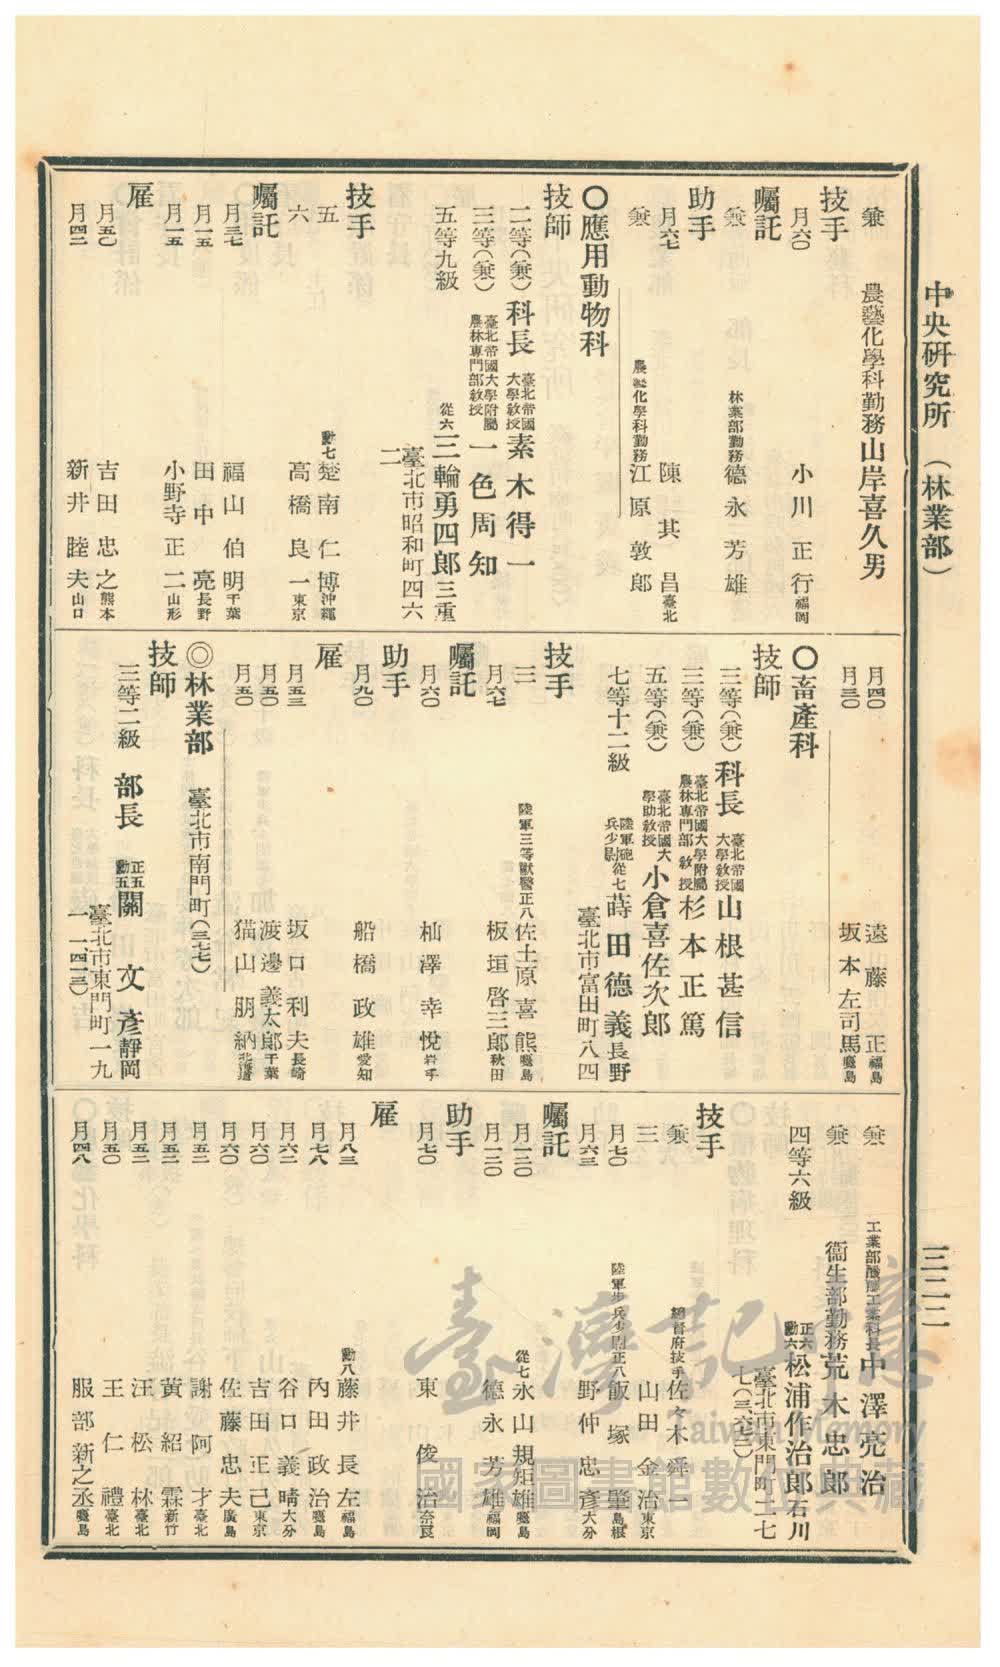 中央研究所 (林業部)
三二二
兼 農藝化學科勤務 山岸喜久男
技手
月六〇 小川正行 福岡
囑託
兼 林業部勤務 德永芳雄
助手
月六七 陳其昌 臺北
兼 農藝化學科勤務 江原敦郎
〇應用動物科
技師
二等(兼) 科長 臺北帝國大學教授 素木得一
三等(兼) 臺北帝國大學附屬農林專門部教授 一色周知
五等九級 從六 三輪勇四郎 三重
臺北市昭和町四六二
技手
五 勳七 楚南仁博 沖繩
六 高橋良一 東京
囑託
月三七 福山伯明 千葉
月一五 田中亮 長野
月一五 小野寺正二 山形
雇
月五〇 吉田忠之 熊本
月四二 新井睦夫 山口
月四〇 遠藤正 福島
月三〇 坂本左司馬 鹿島
〇畜產科
技師
三等(兼) 科長 臺北帝國大學教授 山根甚信
三等(兼) 臺北帝國大學附屬農林專門部教授 杉本正篤
五等(兼) 臺北帝國大學助教授 小倉喜佐次郎
七等十二級 陸軍砲兵少尉 從七 蒔田德義 長野
臺北市富田町八四
技手
三 陸軍三等獸醫正八 佐土原喜熊 鹿島
月六七 板垣啓三郎 秋田
囑託
月六〇 杣澤幸悅 岩手
助手
月九〇 船橋政雄 愛知
雇
月五三 坂口利夫 長崎
月五〇 渡邊義太郎 千葉
月五〇 猫山朋納 北海道
◎林業部 臺北市南門町(三七七)
技師
三等二級 部長 正五勳五 關文彥 靜岡
臺北市東門町一九一(一四一三)
兼 工業部釀造工業科長 中澤亮治
兼 衞生部勤務 荒木忠郎
四等六級 正六勳六 松浦作治郎 石川
臺北市東門町二七七
技手
兼 總督府技手 佐々木舜一
三 山田金治 東京
月七〇 陸軍步兵少尉正八 飯塚肇 島根
月六三 野仲忠彥 大分
囑託
月一二〇 從七 永山規矩雄 鹿島
月一二〇 德永芳雄 福岡
助手
月七〇 東俊治 奈良
雇
月八三 勳八 藤井長左 福島
月七八 內田政治 鹿島
月六二 谷口義晴 大分
月六〇 吉田正己 東京
月六〇 佐藤忠夫 廣島
月五二 謝阿才 臺北
月五二 黃紹霖 新竹
月五二 汪松林 臺北
月五〇 王仁禮 臺北
月四八 服部新之丞 鹿島
臺灣記憶
Taiwan Memory
國家圖書館數位典藏